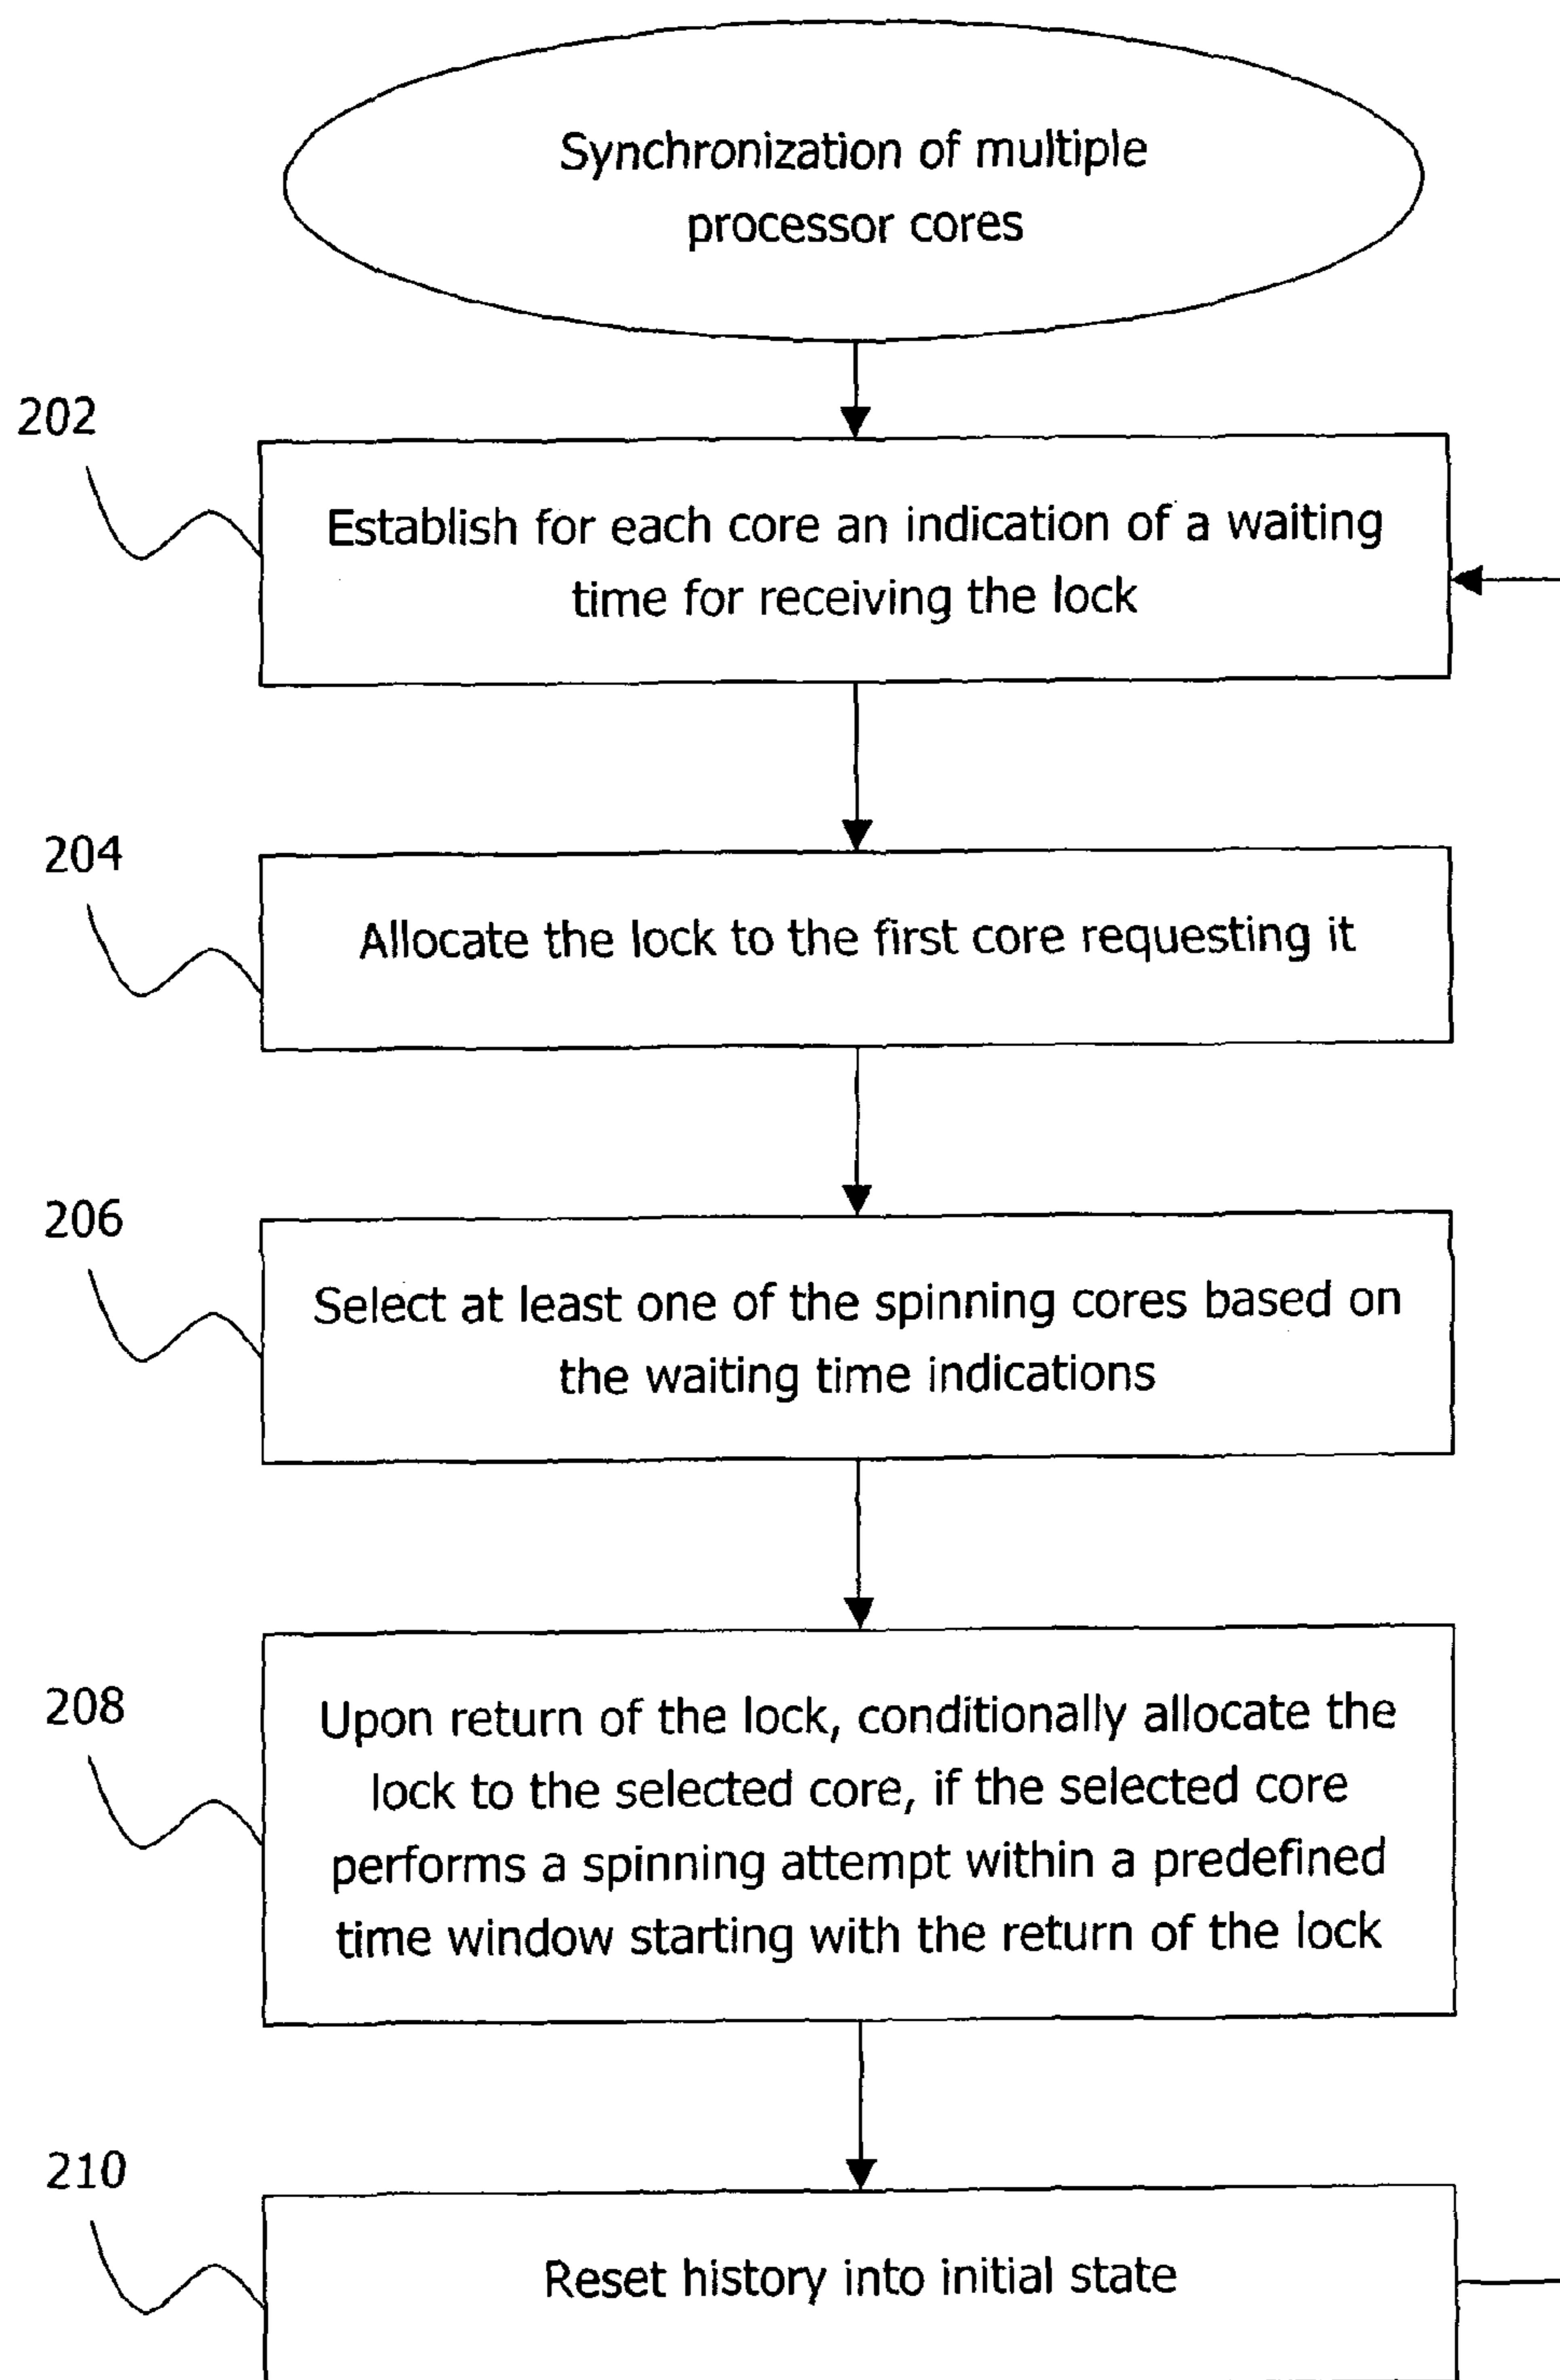 Synchronization of multiple
processor cores
202
Establish for each core an indication of a waiting
time for receiving the lock
204
Allocate the lock to the first core requesting it
206
Select at least one of the spinning cores based on
the waiting time indications
208
Upon return of the lock, conditionally allocate the
lock to the selected core, if the selected core
performs a spinning attempt within a predefined
time window starting with the return of the lock
210
Reset history into initial state